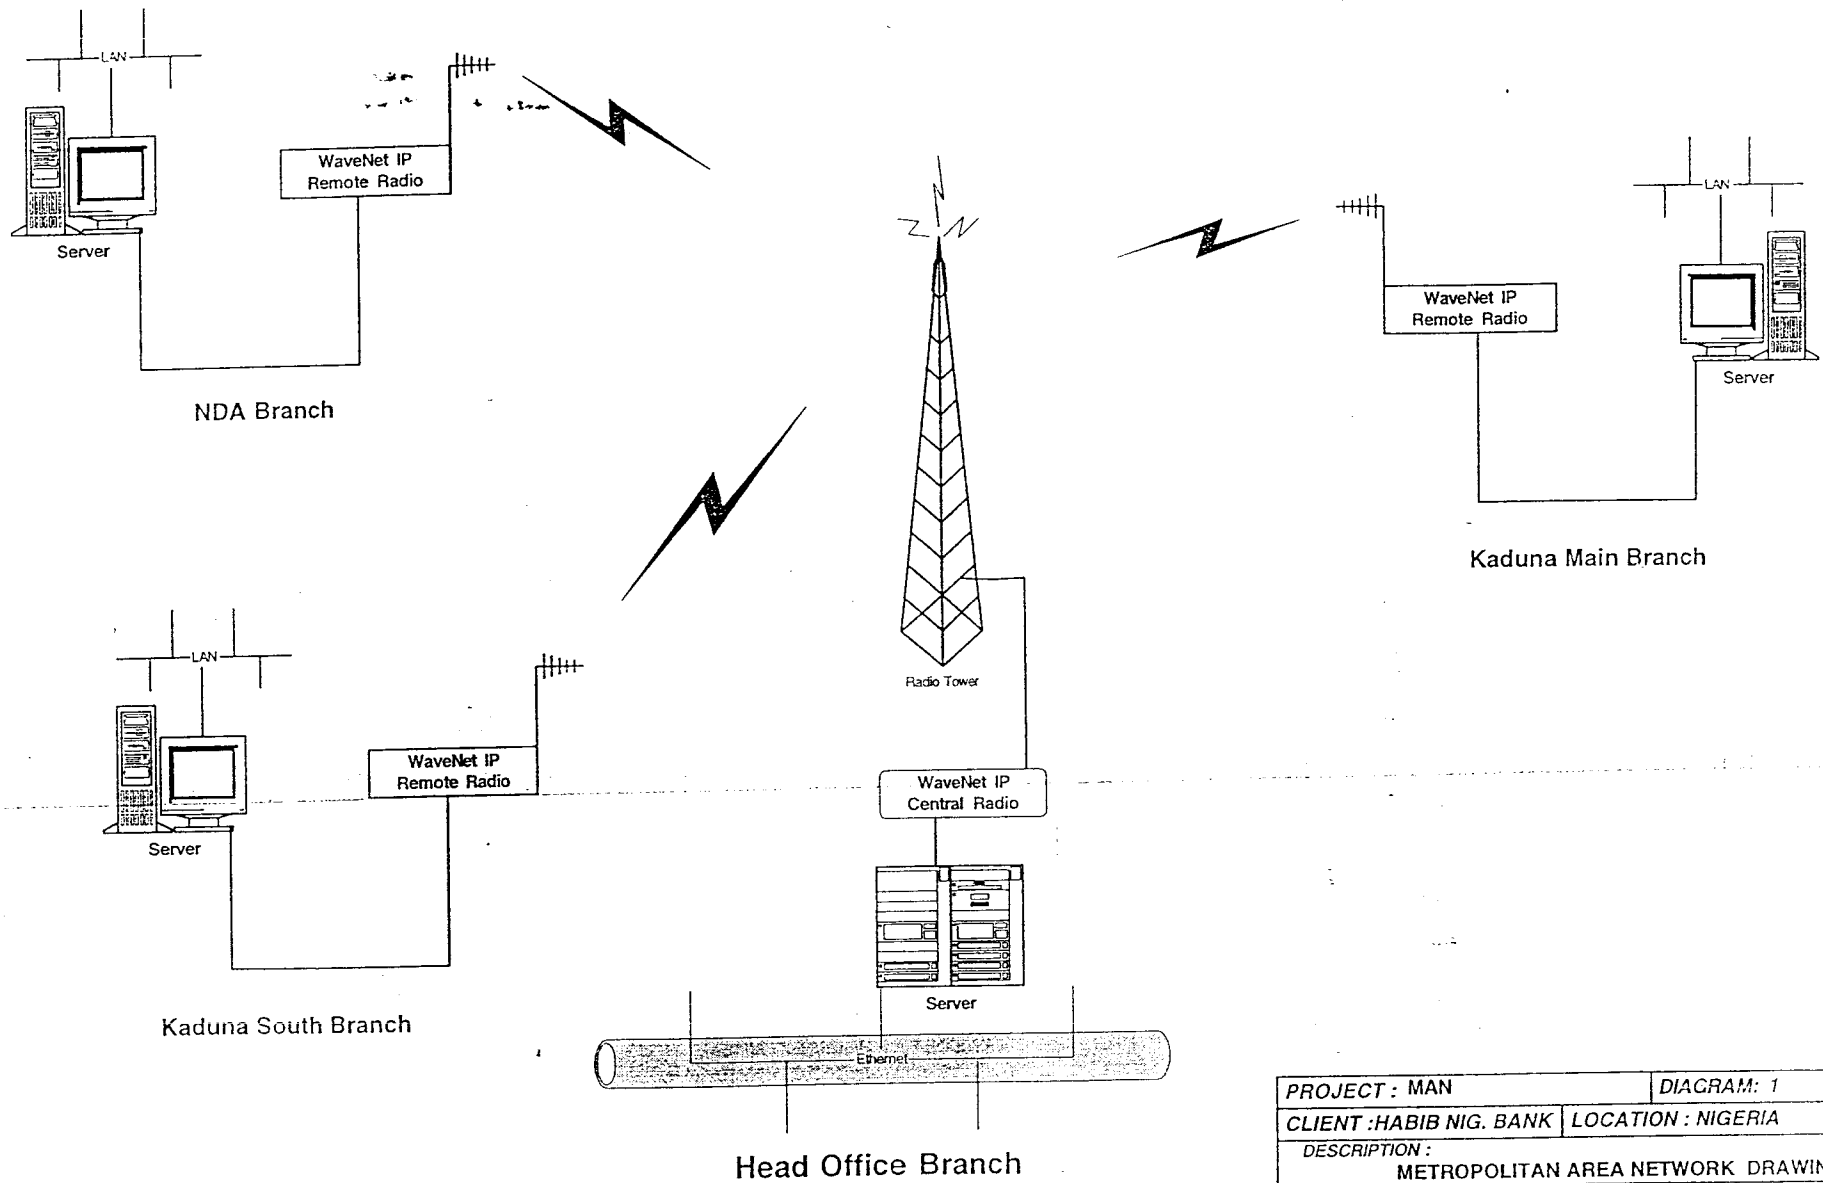 LAN
WaveNet IP
Remote Radio
Server
NDA Branch
LAN
WaveNet IP
Remote Radio
Server
Kaduna Main Branch
Radio Tower
LAN
WaveNet IP
Remote Radio
Server
Kaduna South Branch
WaveNet IP
Central Radio
Server
Ethernet
Head Office Branch
PROJECT : MAN DIAGRAM: 1
CLIENT :HABIB NIG. BANK LOCATION : NIGERIA
DESCRIPTION :
METROPOLITAN AREA NETWORK DRAWIN